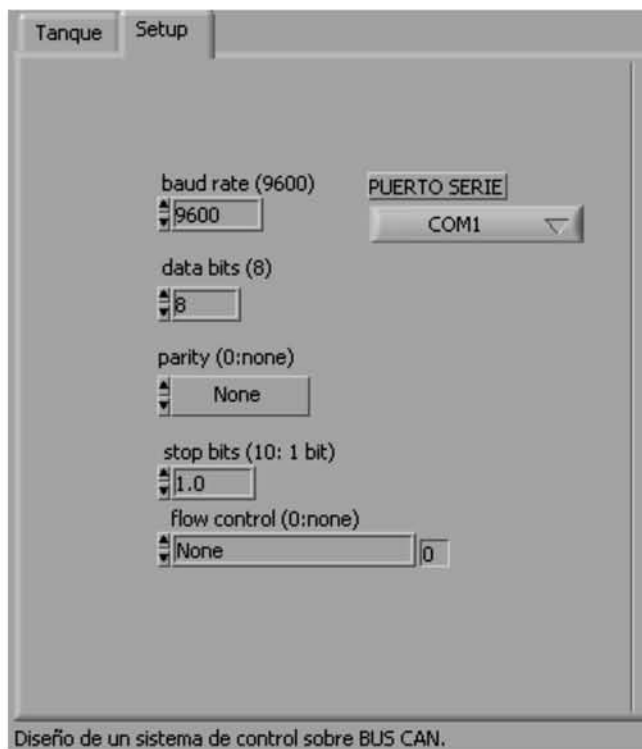 Tanque
Setup
baud rate (9600)
9600
PUERTO SERIE
COM1
data bits (8)
8
parity (0:none)
None
stop bits (10: 1 bit)
1.0
flow control (0:none)
None
0
Diseño de un sistema de control sobre BUS CAN.